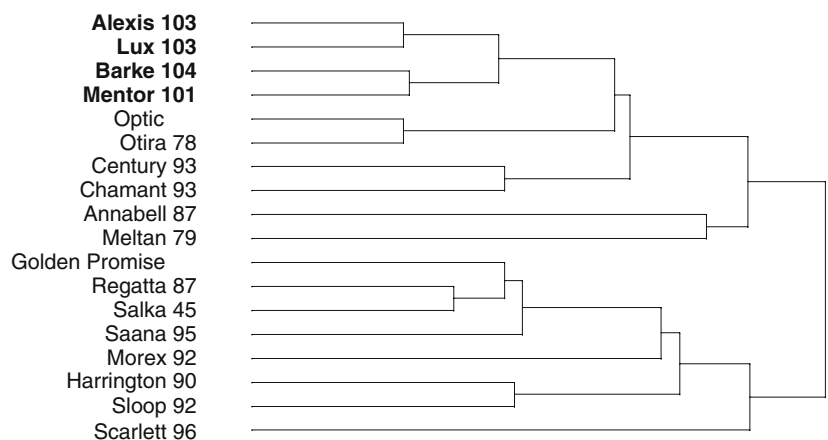 Alexis 103
Lux 103
Barke 104
Mentor 101
Optic
Otira 78
Century 93
Chamant 93
Annabell 87
Meltan 79
Golden Promise
Regatta 87
Salka 45
Saana 95
Morex 92
Harrington 90
Sloop 92
Scarlett 96